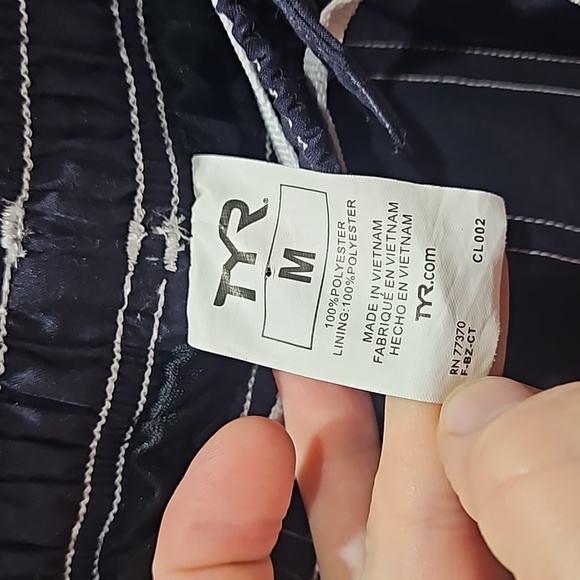 TYR®
M
100%POLYESTER
LINING:100%POLYESTER
MADE IN VIETNAM
FABRIQUÉ EN VIETNAM
HECHO EN VIETNAM
TYR.com
RN 77370
F-BZ-CT
CL002